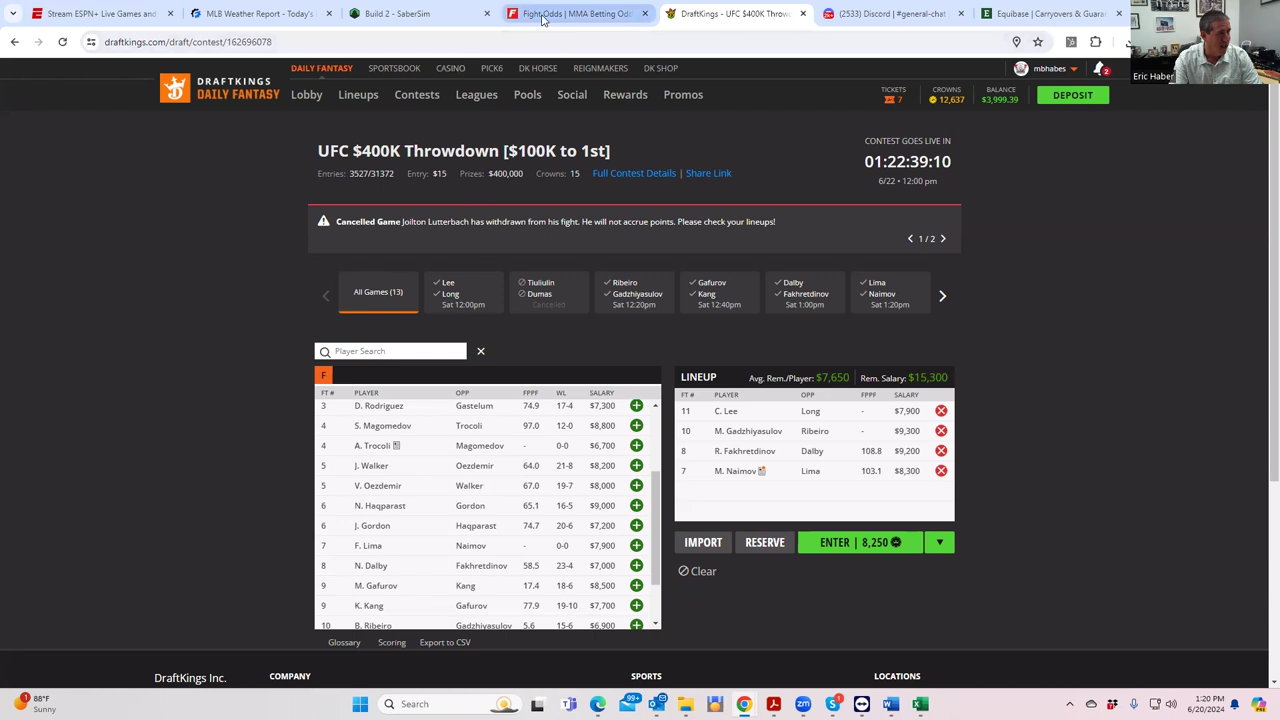 Stream ESPN+ Live Games and
MLB Weather Report - Today's B
Build 2 - SaberSim
Fight Odds | MMA Betting Odd
DraftKings - UFC $400K Throwd
(2533) Discord | #general-chat
Equibase | Carryovers & Guaran
draftkings.com/draft/contest/162696078
Eric Haber
DAILY FANTASY SPORTSBOOK CASINO PICK6 DK HORSE REIGNMAKERS DK SHOP
mbhabes
2
DRAFTKINGS
DAILY FANTASY
Lobby Lineups Contests Leagues Pools Social Rewards Promos
TICKETS CROWNS BALANCE
7 12,637 $3,999.39
DEPOSIT
UFC $400K Throwdown [$100K to 1st]
CONTEST GOES LIVE IN
01:22:39:10
6/22 • 12:00 pm
Entries: 3527/31372 Entry: $15 Prizes: $400,000 Crowns: 15 Full Contest Details | Share Link
Cancelled Game Joilton Lutterbach has withdrawn from his fight. He will not accrue points. Please check your lineups!
1 / 2
All Games (13)
Lee
Long
Sat 12:00pm
Tiuliulin
Dumas
Cancelled
Ribeiro
Gadzhiyasulov
Sat 12:20pm
Gafurov
Kang
Sat 12:40pm
Dalby
Fakhretdinov
Sat 1:00pm
Lima
Naimov
Sat 1:20pm
Player Search
F
FT # PLAYER OPP FPPF WL SALARY
3 D. Rodriguez Gastelum 74.9 17-4 $7,300
4 S. Magomedov Trocoli 97.0 12-0 $8,800
4 A. Trocoli Magomedov - 0-0 $6,700
5 J. Walker Oezdemir 64.0 21-8 $8,200
5 V. Oezdemir Walker 67.0 19-7 $8,000
6 N. Haqparast Gordon 65.1 16-5 $9,000
6 J. Gordon Haqparast 74.7 20-6 $7,200
7 F. Lima Naimov - 0-0 $7,900
8 N. Dalby Fakhretdinov 58.5 23-4 $7,000
9 M. Gafurov Kang 17.4 18-6 $8,500
9 K. Kang Gafurov 77.9 19-10 $7,700
10 B. Ribeiro Gadzhiyasulov 5.6 15-6 $6,900
LINEUP Avg. Rem./Player: $7,650 Rem. Salary: $15,300
FT # PLAYER OPP FPPF SALARY
11 C. Lee Long - $7,900
10 M. Gadzhiyasulov Ribeiro - $9,300
8 R. Fakhretdinov Dalby 108.8 $9,200
7 M. Naimov Lima 103.1 $8,300
IMPORT RESERVE ENTER | 8,250
Clear
Glossary Scoring Export to CSV
DraftKings Inc. COMPANY SPORTS LOCATIONS
88°F
Sunny
Search
99+
1
1:20 PM
6/20/2024